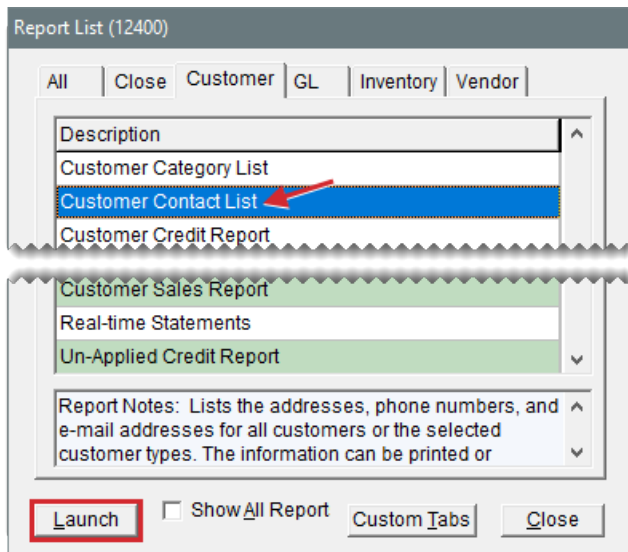 Report List (12400)
All Close Customer GL Inventory Vendor
Description
Customer Category List
Customer Contact List
Customer Credit Report
Customer Sales Report
Real-time Statements
Un-Applied Credit Report
Report Notes: Lists the addresses, phone numbers, and
e-mail addresses for all customers or the selected
customer types. The information can be printed or
Launch Show All Report Custom Tabs Close